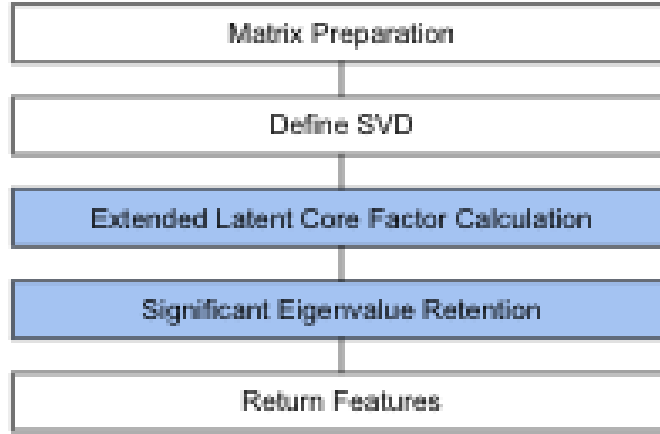 Matrix Preparation
Define SVD
Extended Latent Core Factor Calculation
Significant Eigenvalue Retention
Return Features